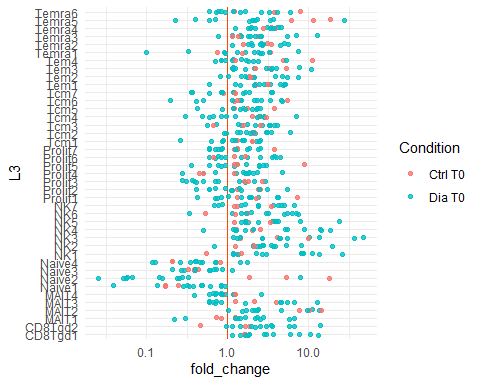 Temra6
Temra5
Temra4
Temra3
Temra2
Temra1
Tem4
Tem3
Tem2
Tem1
Tcm7
Tcm6
Tcm5
Tcm4
Tcm3
Tcm2
Tcm1
Prolif7
Prolif6
Prolif5
Prolif4
Prolif3
Prolif2
Prolif1
NK7
NK6
NK5
NK4
NK3
NK2
NK1
Naive4
Naive3
Naive2
Naive1
MAIT4
MAIT3
MAIT2
MAIT1
CD8Tgd2
CD8Tgd1
L3
0.1 1.0 10.0
fold_change
Condition
Ctrl T0
Dia T0